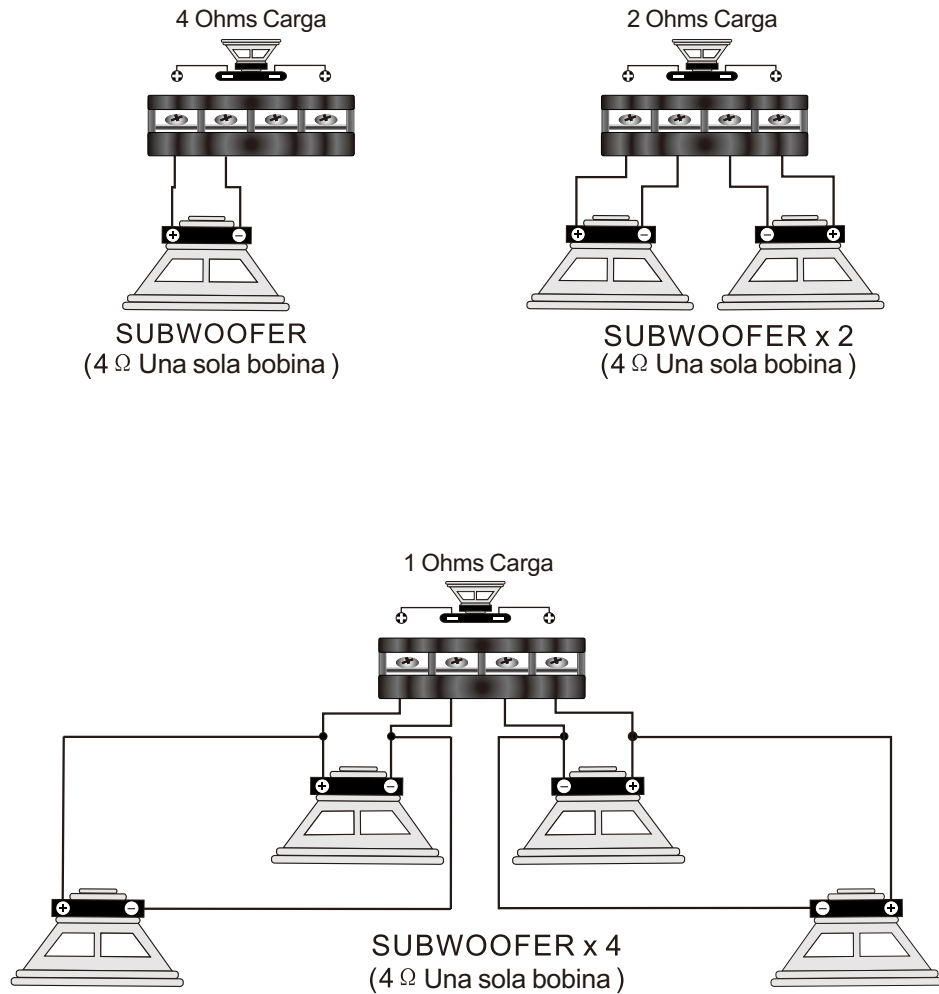 4 Ohms Carga
2 Ohms Carga
SUBWOOFER
(4 Ω Una sola bobina )
SUBWOOFER x 2
(4 Ω Una sola bobina )
1 Ohms Carga
SUBWOOFER x 4
(4 Ω Una sola bobina )